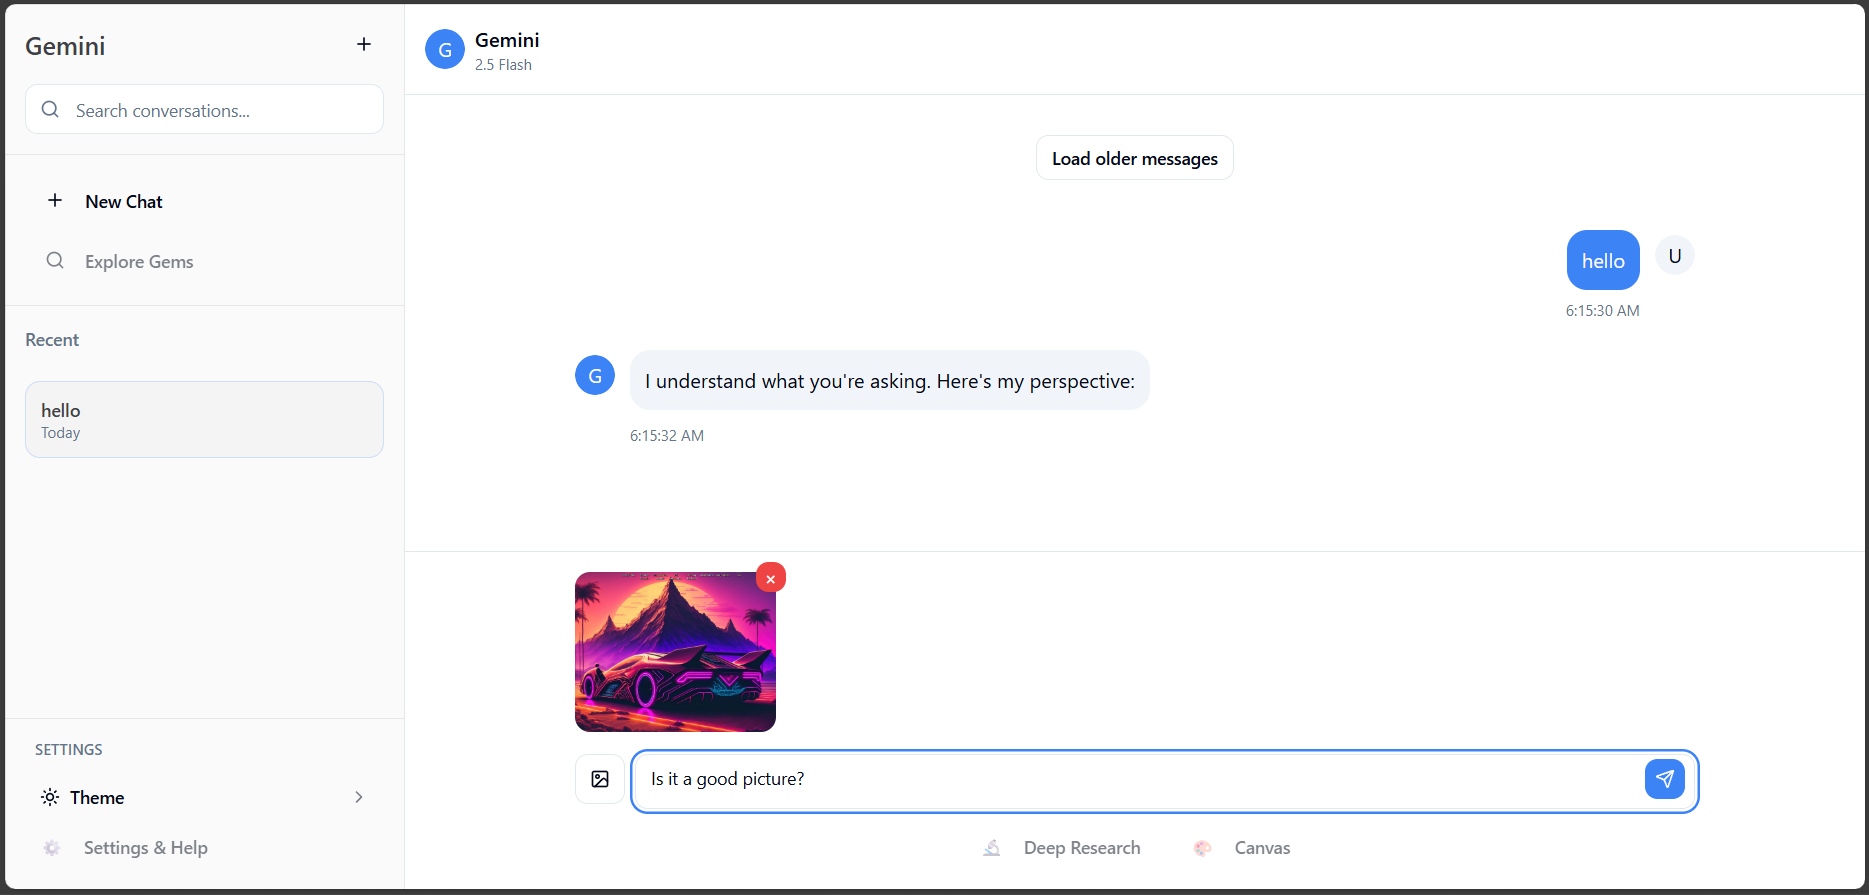 Gemini
Search conversations...
New Chat
Explore Gems
Recent
hello
Today
SETTINGS
Theme
Settings & Help
G
Gemini
2.5 Flash
Load older messages
hello
U
6:15:30 AM
G
I understand what you're asking. Here's my perspective:
6:15:32 AM
Is it a good picture?
Deep Research
Canvas